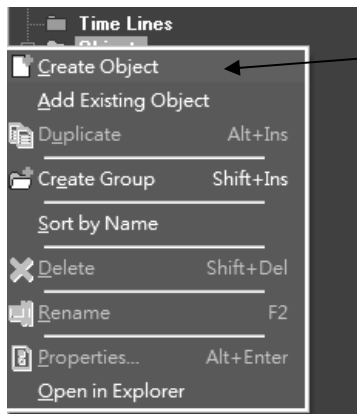 Time Lines
Objects
Create Object
Add Existing Object
Duplicate Alt+Ins
Create Group Shift+Ins
Sort by Name
Delete Shift+Del
Rename F2
Properties... Alt+Enter
Open in Explorer